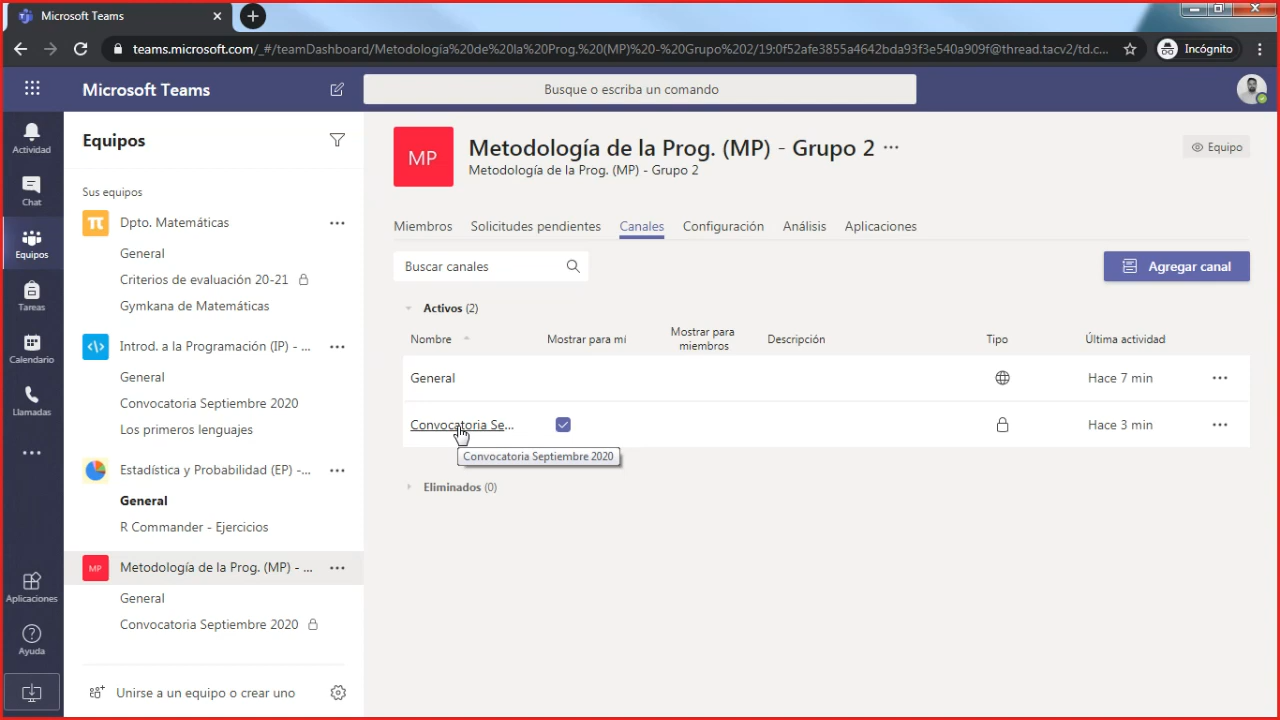 Microsoft Teams
teams.microsoft.com/_#/teamDashboard/Metodología%20de%20la%20Prog.%20(MP)%20-%20Grupo%202/19:0f52afe3855a4642bda93f3e540a909f@thread.tacv2/td.c...
Incógnito
Microsoft Teams
Busque o escriba un comando
Actividad
Chat
Equipos
Tareas
Calendario
Llamadas
Aplicaciones
Ayuda
Equipos
Sus equipos
Dpto. Matemáticas
General
Criterios de evaluación 20-21
Gymkana de Matemáticas
Introd. a la Programación (IP) - ...
General
Convocatoria Septiembre 2020
Los primeros lenguajes
Estadística y Probabilidad (EP) -...
General
R Commander - Ejercicios
MP
Metodología de la Prog. (MP) - ...
General
Convocatoria Septiembre 2020
Unirse a un equipo o crear uno
MP
Metodología de la Prog. (MP) - Grupo 2 ...
Metodología de la Prog. (MP) - Grupo 2
Equipo
Miembros Solicitudes pendientes Canales Configuración Análisis Aplicaciones
Buscar canales
Agregar canal
Activos (2)
Nombre Mostrar para mí Mostrar para miembros Descripción Tipo Última actividad
General Hace 7 min
Convocatoria Se... Hace 3 min
Convocatoria Septiembre 2020
Eliminados (0)